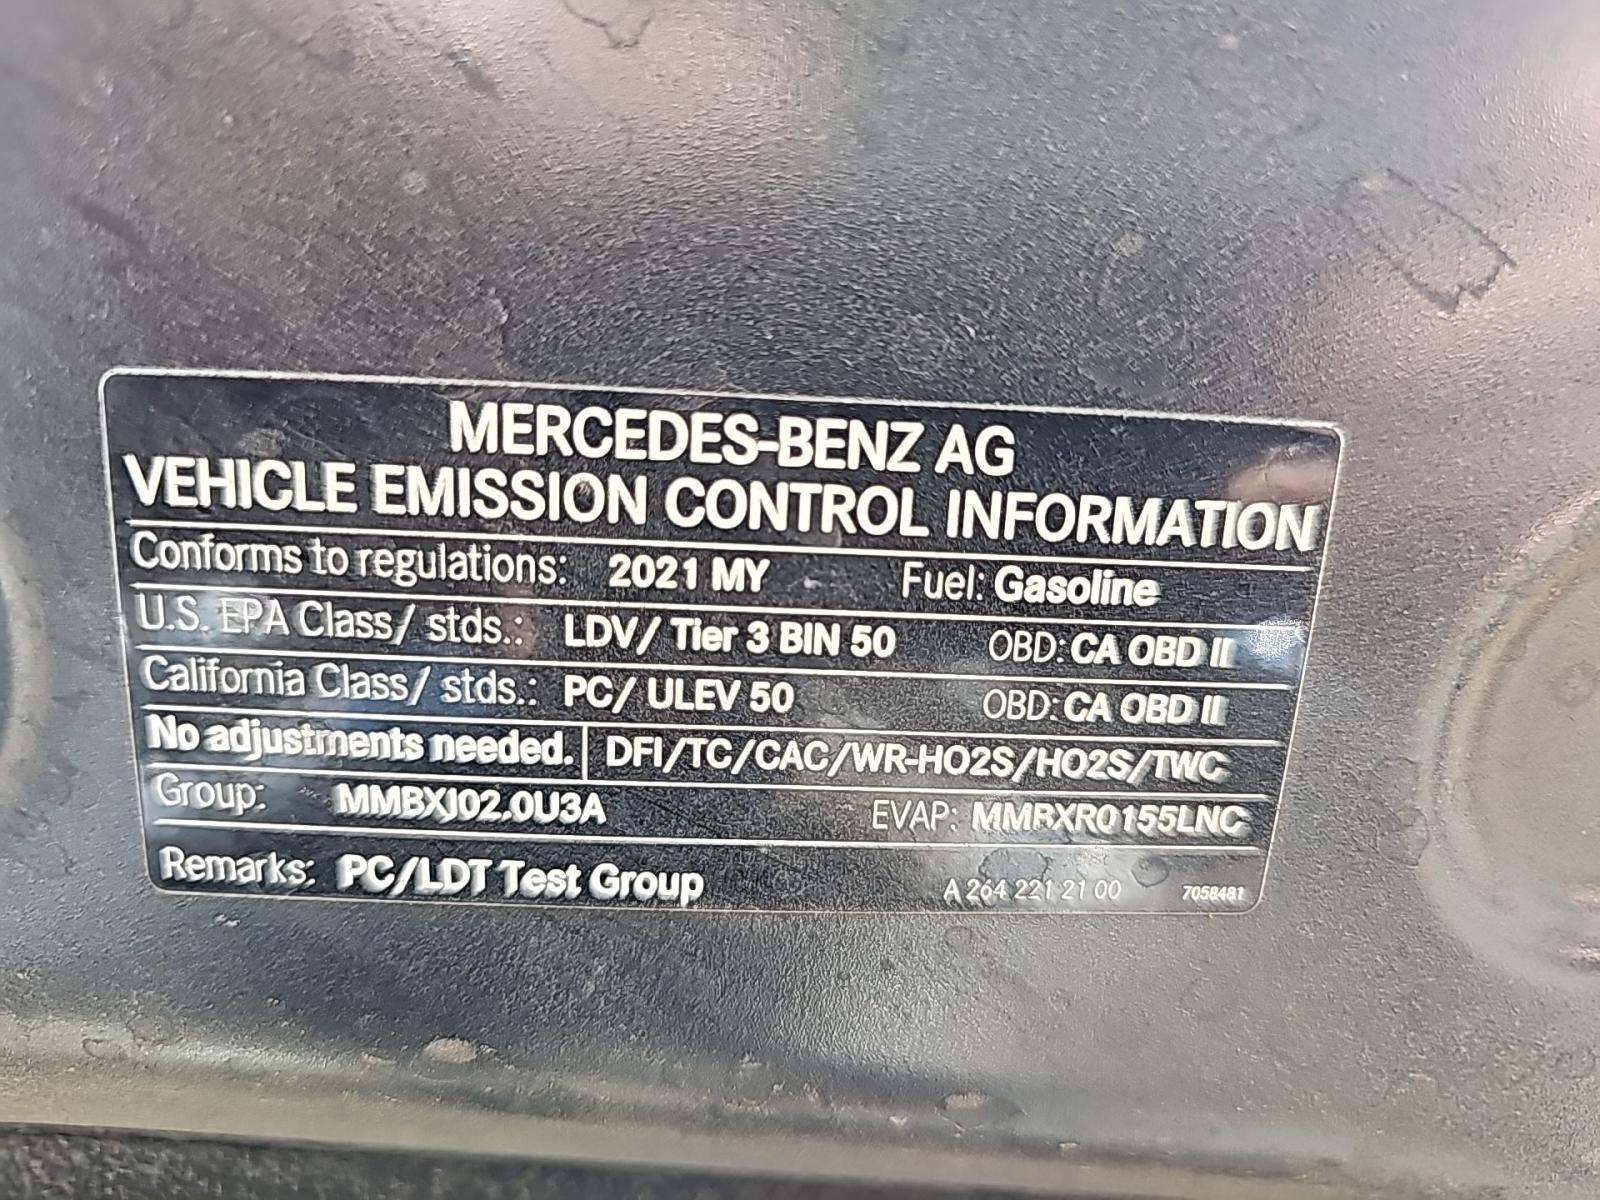 MERCEDES-BENZ AG
VEHICLE EMISSION CONTROL INFORMATION
Conforms to regulations: 2021 MY Fuel: Gasoline
U.S. EPA Class/ stds.: LDV/ Tier 3 BIN 50 OBD: CA OBD II
California Class/ stds.: PC/ ULEV 50 OBD: CA OBD II
No adjustments needed. DFI/TC/CAC/WR-HO2S/HO2S/TWC
Group: MMBXJ02.0U3A EVAP: MMBXR0155LNC
Remarks: PC/LDT Test Group A 264 221 21 00 7058481